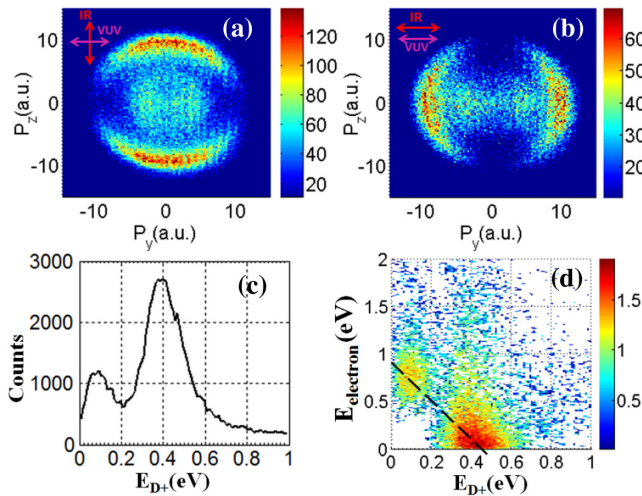 IR
VUV
(a)
P_z(a.u.)
10
0
-10
-10 0 10
P_y(a.u.)
120
100
80
60
40
20
IR
VUV
(b)
P_z(a.u.)
10
0
-10
-10 0 10
P_y(a.u.)
60
50
40
30
20
10
(c)
Counts
3000
2000
1000
0
0 0.2 0.4 0.6 0.8 1
E_D+(eV)
(d)
E_electron (eV)
2
1.5
1
0.5
0
0 0.2 0.4 0.6 0.8 1
E_D+(eV)
1.5
1
0.5